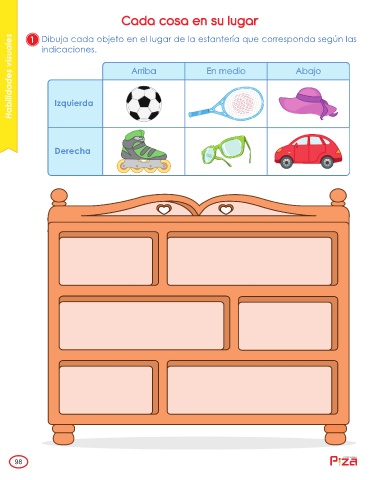 Habilidades visuales
Cada cosa en su lugar
1 Dibuja cada objeto en el lugar de la estantería que corresponda según las
indicaciones.
Arriba En medio Abajo
Izquierda
Derecha
98
PIZA